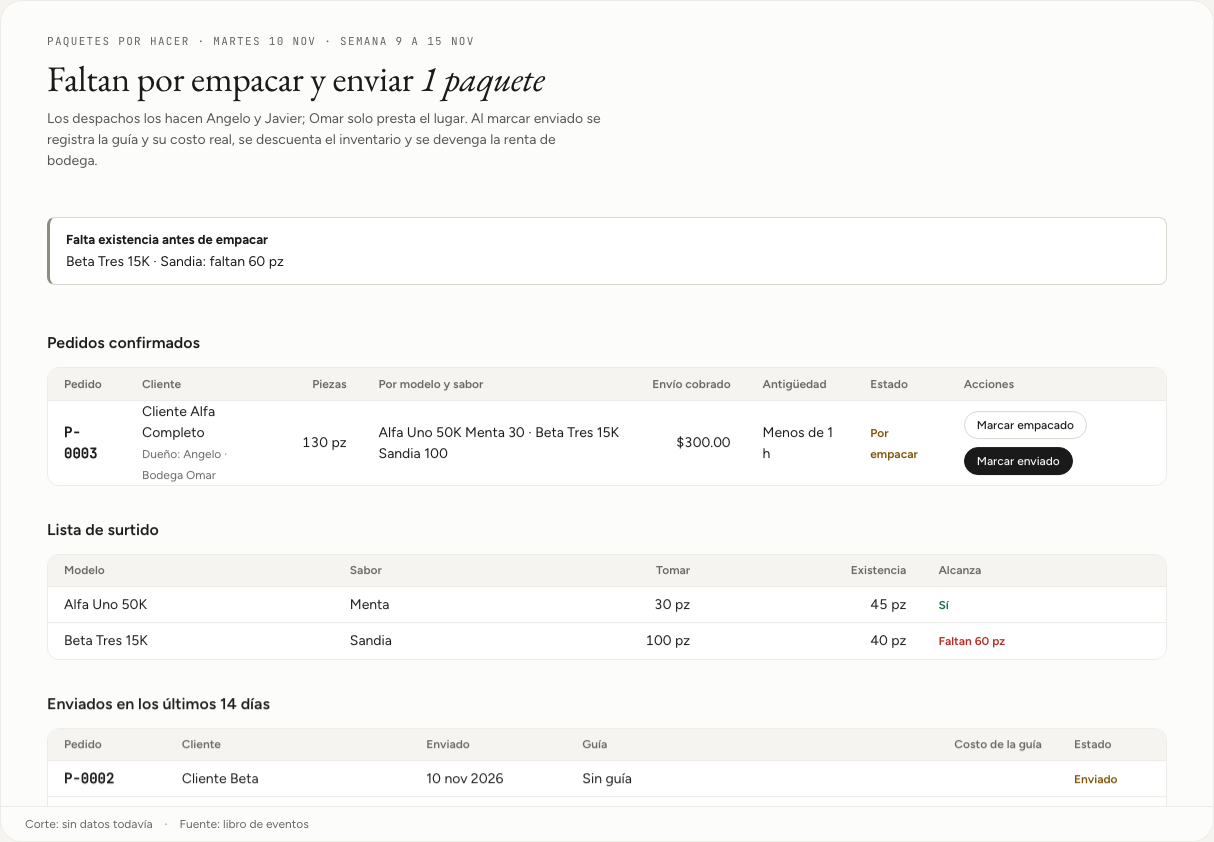 PAQUETES POR HACER · MARTES 10 NOV · SEMANA 9 A 15 NOV
Faltan por empacar y enviar 1 paquete
Los despachos los hacen Angelo y Javier; Omar solo presta el lugar. Al marcar enviado se
registra la guía y su costo real, se descuenta el inventario y se devenga la renta de
bodega.
Falta existencia antes de empacar
Beta Tres 15K · Sandia: faltan 60 pz
Pedidos confirmados
Pedido Cliente Piezas Por modelo y sabor Envío cobrado Antigüedad Estado Acciones
P-
0003
Cliente Alfa
Completo
Dueño: Angelo ·
Bodega Omar
130 pz
Alfa Uno 50K Menta 30 · Beta Tres 15K
Sandia 100
$300.00
Menos de 1
h
Por
empacar
Marcar empacado
Marcar enviado
Lista de surtido
Modelo Sabor Tomar Existencia Alcanza
Alfa Uno 50K Menta 30 pz 45 pz Sí
Beta Tres 15K Sandia 100 pz 40 pz Faltan 60 pz
Enviados en los últimos 14 días
Pedido Cliente Enviado Guía Costo de la guía Estado
P-0002 Cliente Beta 10 nov 2026 Sin guía Enviado
Corte: sin datos todavía · Fuente: libro de eventos